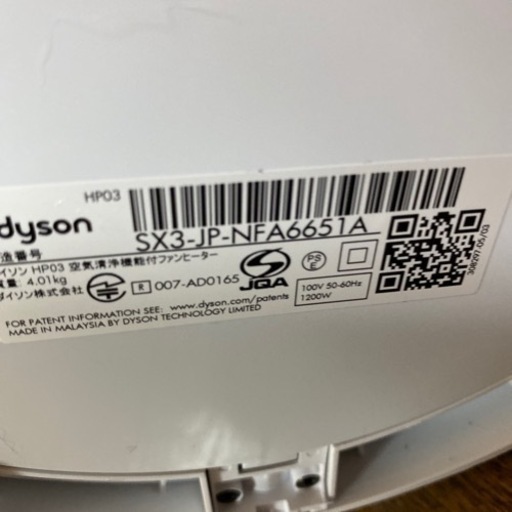 HP03
dyson
SX3-JP-NFA6651A
造番号
イソン HP03 空気清浄機能付ファンヒーター
質量: 4.01kg
ダイソン株式会社
R 007-AD0165
JQA
PS E
100V 50-60Hz
1200W
FOR PATENT INFORMATION SEE: www.dyson.com/patents
MADE IN MALAYSIA BY DYSON TECHNOLOGY LIMITED